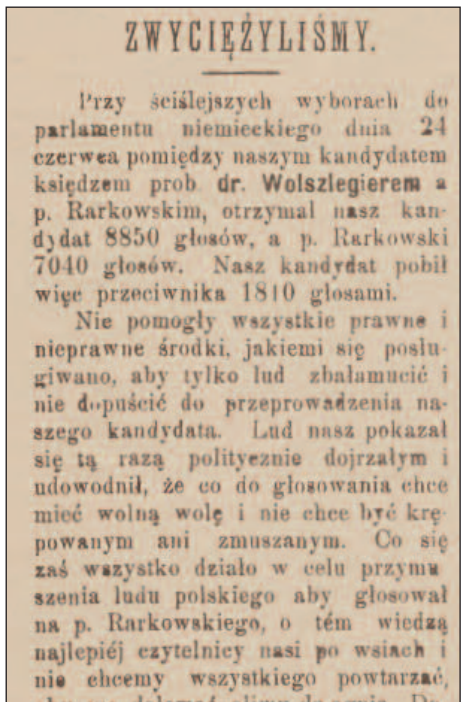 ZWYCIĘŻYLIŚMY.
Przy ściślejszych wyborach do
parlamentu niemieckiego dnia 24
czerwca pomiędzy naszym kandydatem
księdzem prob dr. Wolszlegierem a
p. Rarkowskim, otrzymal nasz kan-
dydat 8850 głosów, a p. Rarkowski
7040 głosów. Nasz kandydat pobił
więc przeciwnika 1810 glosami.
Nie pomogły wszystkie prawne i
nieprawne środki, jakiemi się poslu-
giwano, aby tylko lud zbałamucić i
nie dopuścić do przeprowadzenia na-
szego kandydata. Lud nasz pokazał
się tą razą politycznie dojrzałym i
udowodnił, że co do glosowania chce
mieć wolną wolę i nie chce być krę-
powanym ani zmuszanym. Co się
zaś wszystko działo w celu przymu
szenia ludu polskiego aby głosował
na p. Rarkowskiego, o tém wiedzą
najlepiéj czytelnicy nasi po wsiach i
nie chcemy wszystkiego powtarzać,